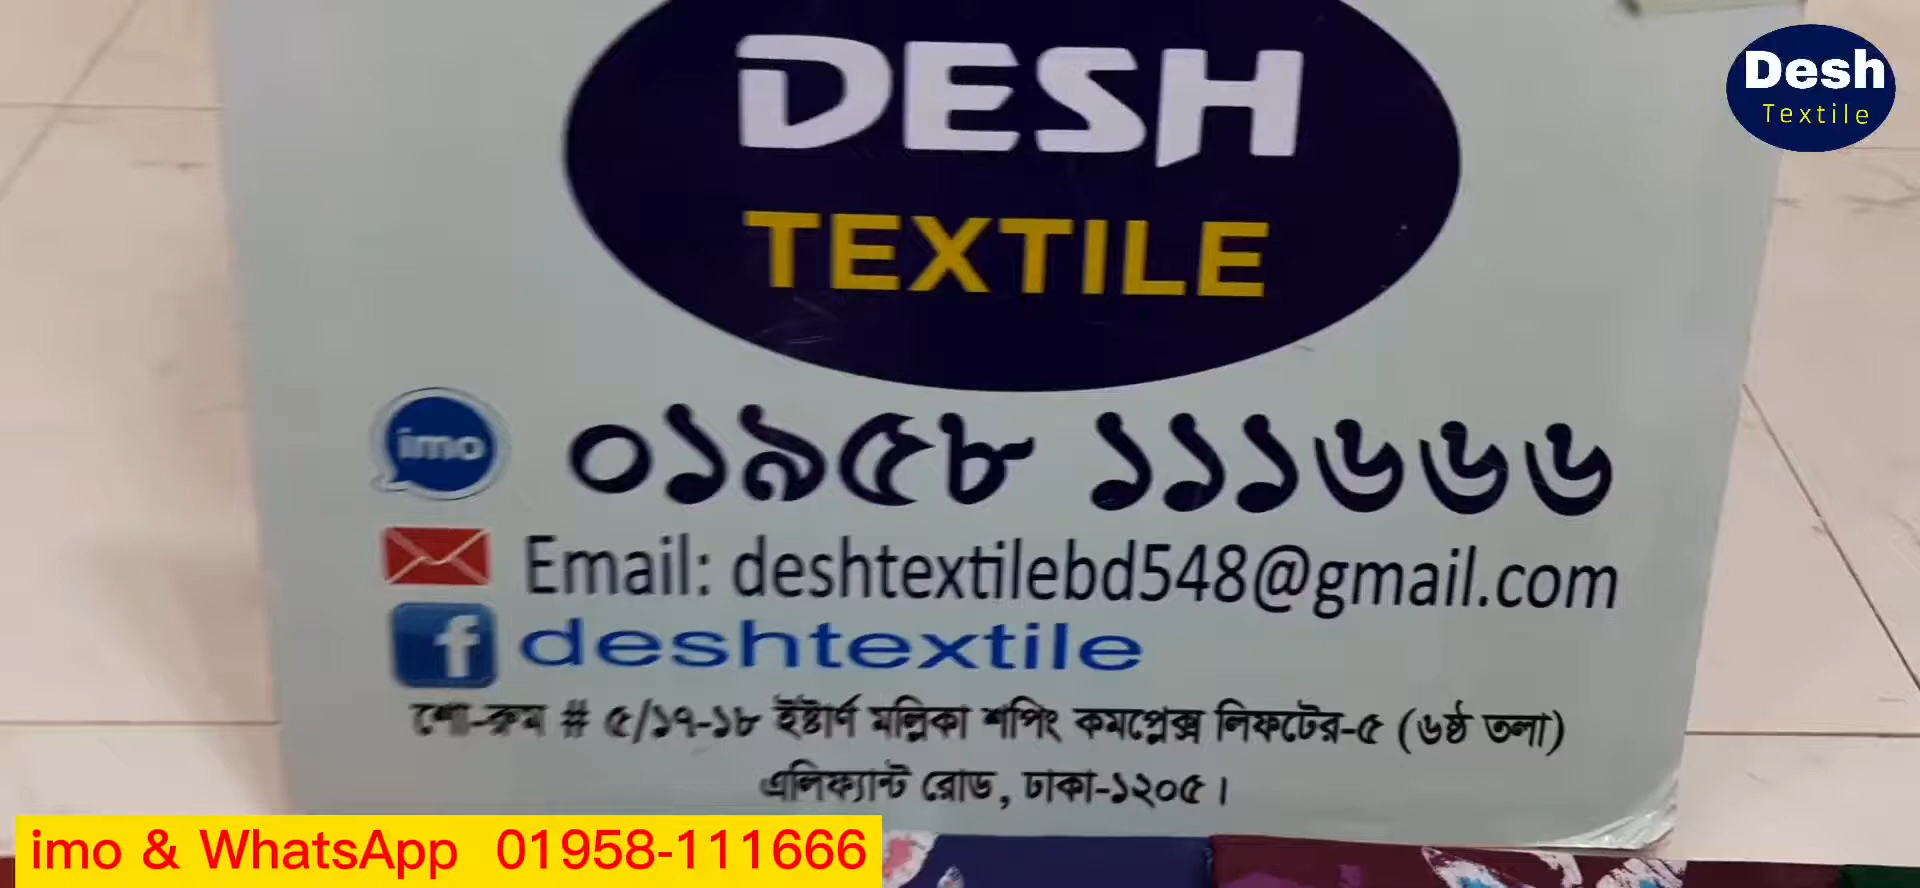 DESH
TEXTILE
Desh
Textile
imo ০১৯৫৮ ১১১৬৬৬
Email: deshtextilebd548@gmail.com
f deshtextile
শো-রুম # ৫/১৭-১৮ ইষ্টার্ণ মল্লিকা শপিং কমপ্লেক্স লিফটের-৫ (৬ষ্ঠ তলা)
এলিফ্যান্ট রোড, ঢাকা-১২০৫।
imo & WhatsApp 01958-111666